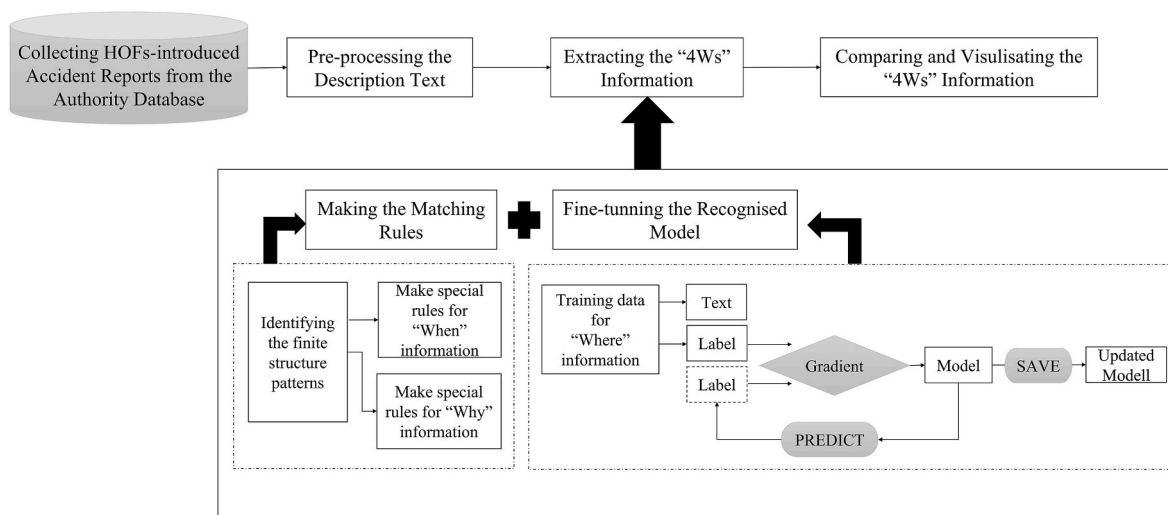 Collecting HOFs-introduced
Accident Reports from the
Authority Database
Pre-processing the
Description Text
Extracting the “4Ws”
Information
Comparing and Visulisating the
“4Ws” Information
Making the Matching
Rules
Fine-tunning the Recognised
Model
Identifying
the finite
structure
patterns
Make special
rules for
“When”
information
Make special
rules for “Why”
information
Training data
for
“Where”
information
Text
Label
Label
Gradient
Model
SAVE
Updated
Modell
PREDICT